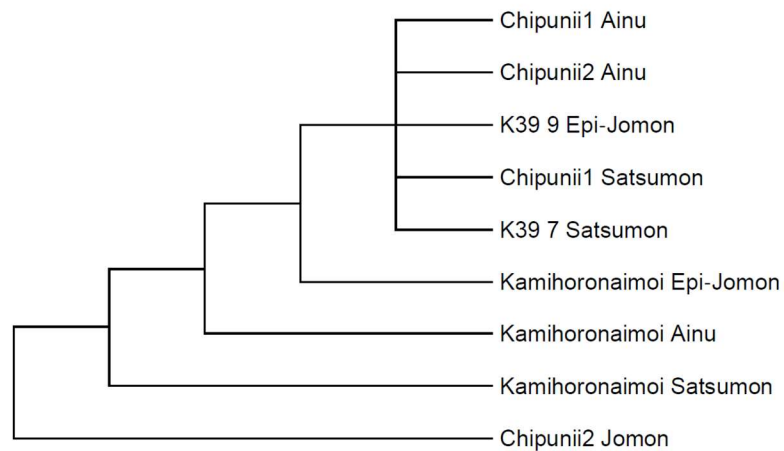 Chipunii1 Ainu
Chipunii2 Ainu
K39 9 Epi-Jomon
Chipunii1 Satsumon
K39 7 Satsumon
Kamihoronaimoi Epi-Jomon
Kamihoronaimoi Ainu
Kamihoronaimoi Satsumon
Chipunii2 Jomon